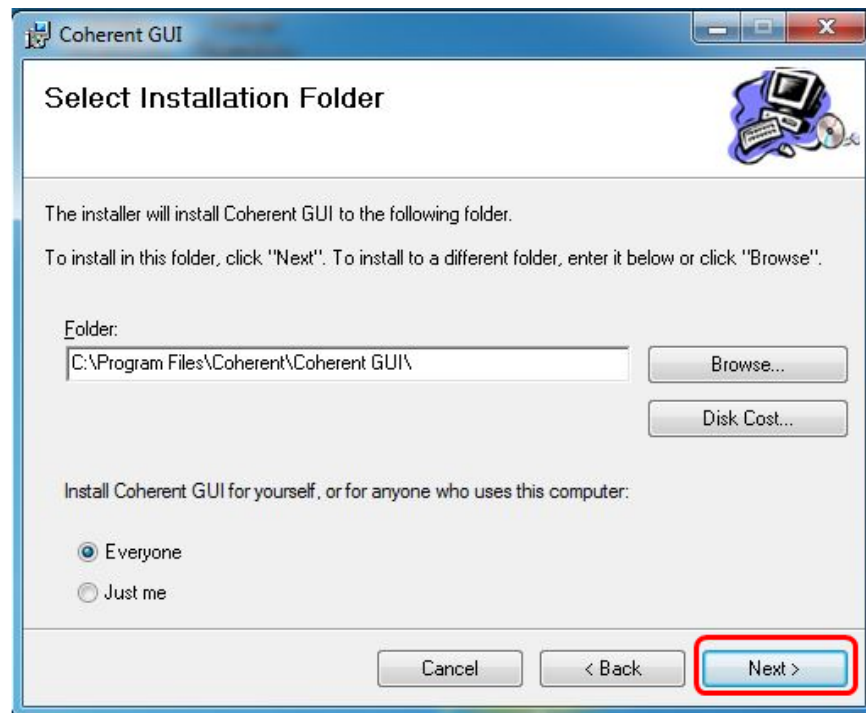 Coherent GUI
Select Installation Folder
The installer will install Coherent GUI to the following folder.
To install in this folder, click "Next". To install to a different folder, enter it below or click "Browse".
Folder:
C:\Program Files\Coherent\Coherent GUI\
Browse...
Disk Cost...
Install Coherent GUI for yourself, or for anyone who uses this computer:
Everyone
Just me
Cancel
< Back
Next >